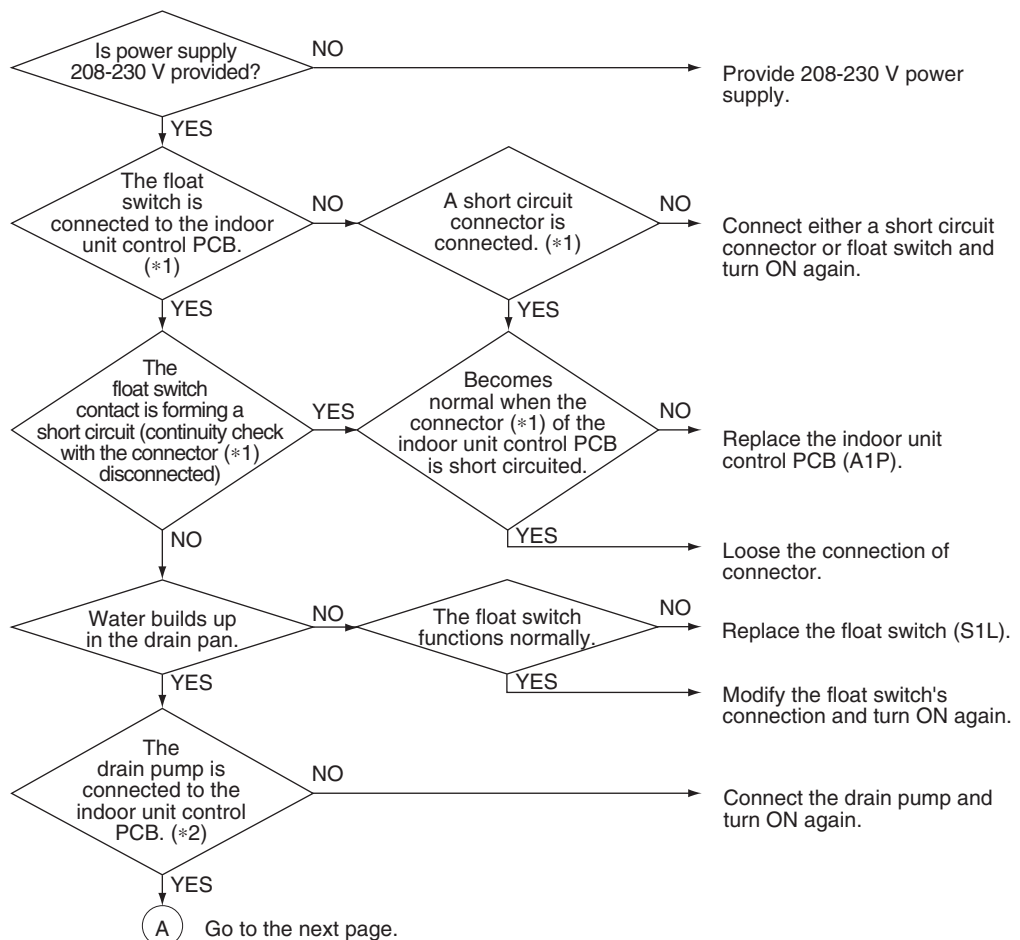 Is power supply
208-230 V provided?
NO
Provide 208-230 V power
supply.
YES
The float
switch is
connected to the indoor
unit control PCB.
(*1)
NO
A short circuit
connector is
connected. (*1)
NO
Connect either a short circuit
connector or float switch and
turn ON again.
YES
YES
The
float switch
contact is forming a
short circuit (continuity check
with the connector (*1)
disconnected)
YES
Becomes
normal when the
connector (*1) of the
indoor unit control PCB
is short circuited.
NO
Replace the indoor unit
control PCB (A1P).
NO
YES
Loose the connection of
connector.
Water builds up
in the drain pan.
NO
The float switch
functions normally.
NO
Replace the float switch (S1L).
YES
YES
Modify the float switch's
connection and turn ON again.
The
drain pump is
connected to the
indoor unit control
PCB. (*2)
NO
Connect the drain pump and
turn ON again.
YES
A
Go to the next page.